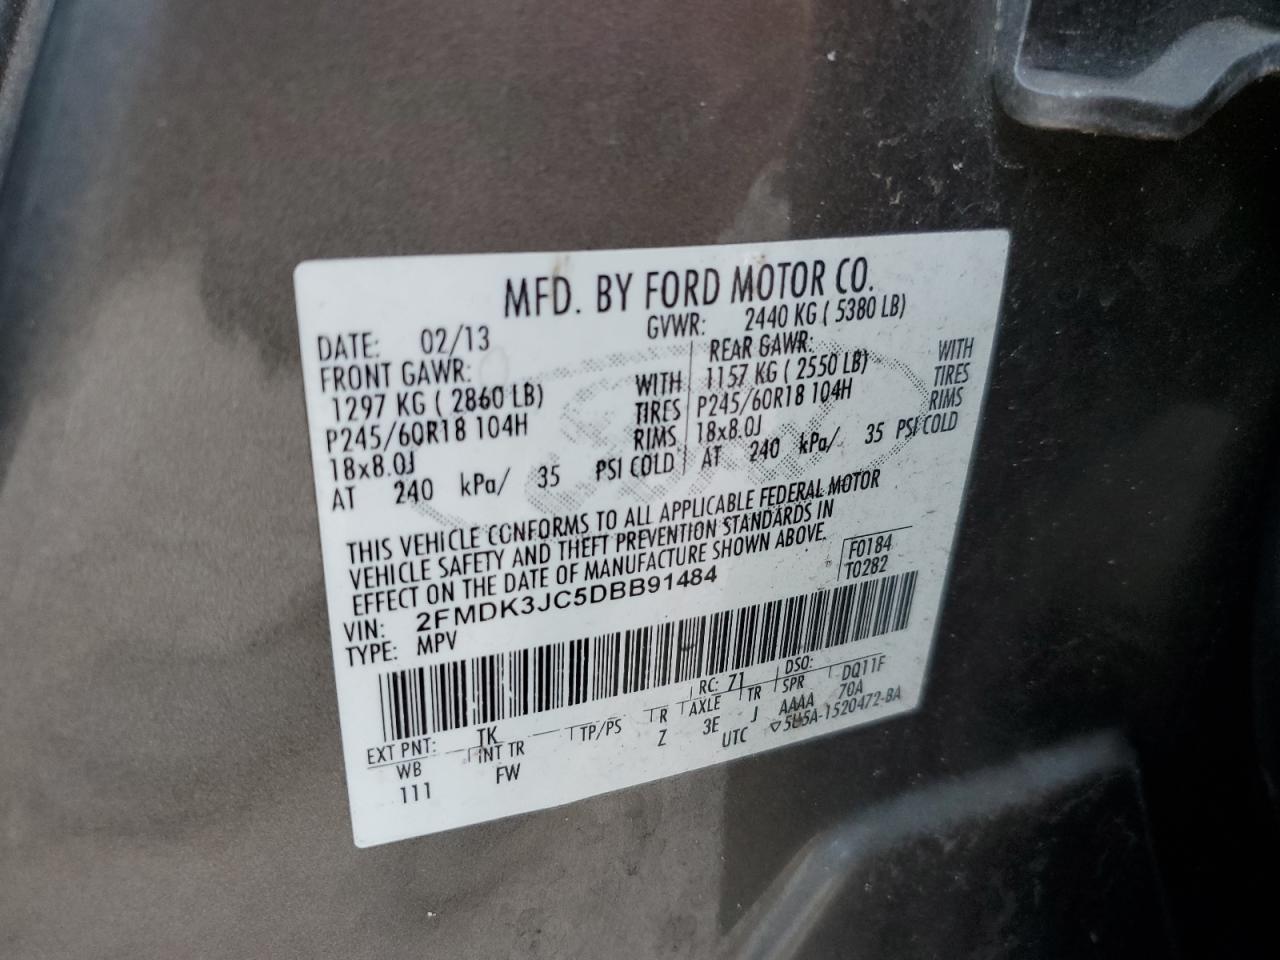 MFD. BY FORD MOTOR CO.
DATE: 02/13 GVWR: 2440 KG ( 5380 LB)
FRONT GAWR: REAR GAWR:
1297 KG ( 2860 LB) WITH 1157 KG ( 2550 LB) WITH
P245/60R18 104H TIRES P245/60R18 104H TIRES
18x8.0J RIMS 18x8.0J RIMS
AT 240 kPa/ 35 PSI COLD AT 240 kPa/ 35 PSI COLD
THIS VEHICLE CONFORMS TO ALL APPLICABLE FEDERAL MOTOR
VEHICLE SAFETY AND THEFT PREVENTION STANDARDS IN
EFFECT ON THE DATE OF MANUFACTURE SHOWN ABOVE.
F0184
VIN: 2FMDK3JC5DBB91484 T0282
TYPE: MPV
RC: 71 DSO: DQ11F
EXT PNT: TK
WB INT TR TP/PS R AXLE TR SPR
111 FW Z 3E J AAAA 70A
UTC ▽5U5A-1520472-BA